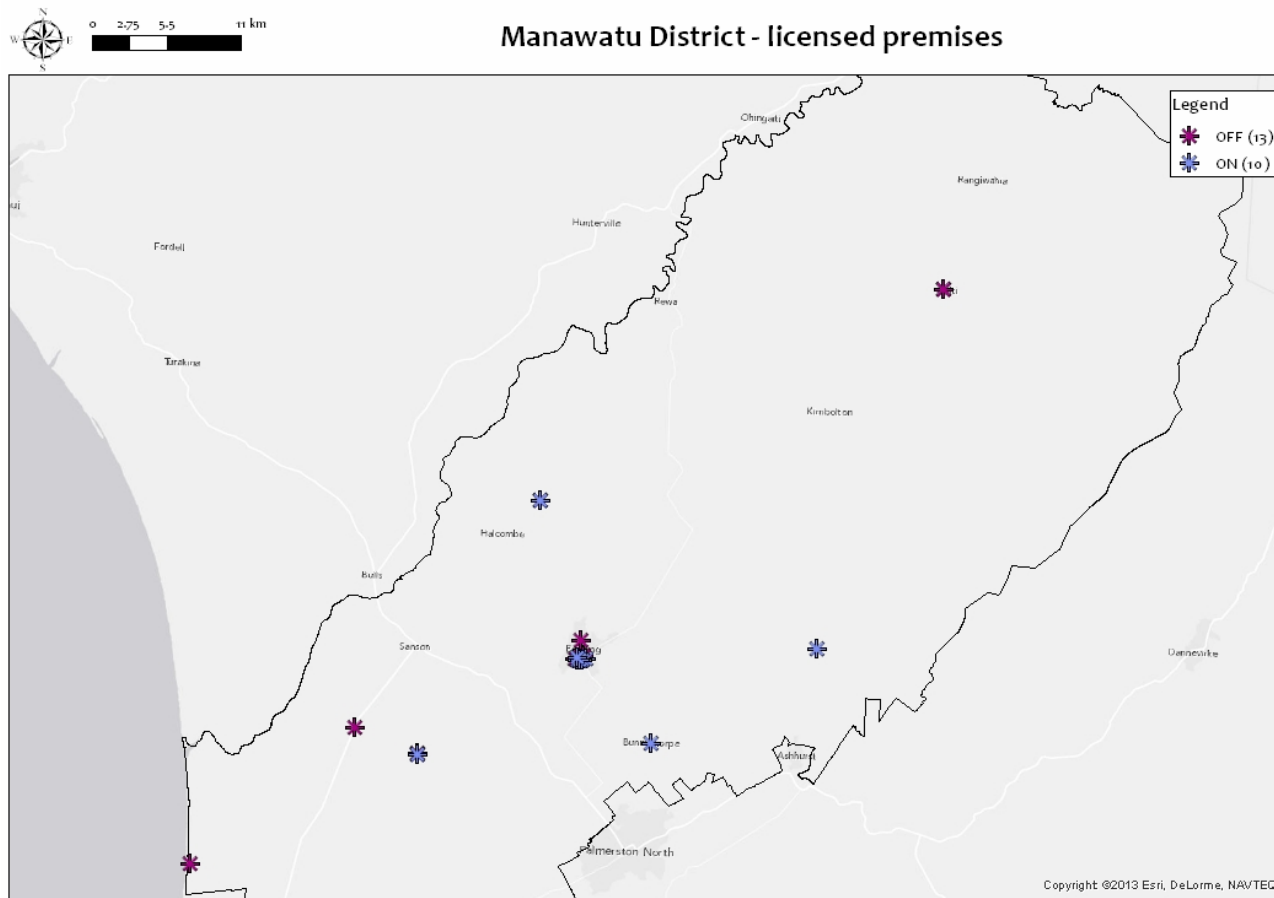 N
W E
S
0 2.75 5.5 11 km
Manawatu District - licensed premises
Legend
OFF (13)
ON (10)
Ohingaiti
Rangiwahia
Hunterville
Fordell
Rewa
Turakina
Kimbolton
Halcombe
Bulls
Sanson
Dannevirke
Ashhurst
Palmerston North
Copyright: ©2013 Esri, DeLorme, NAVTEQ